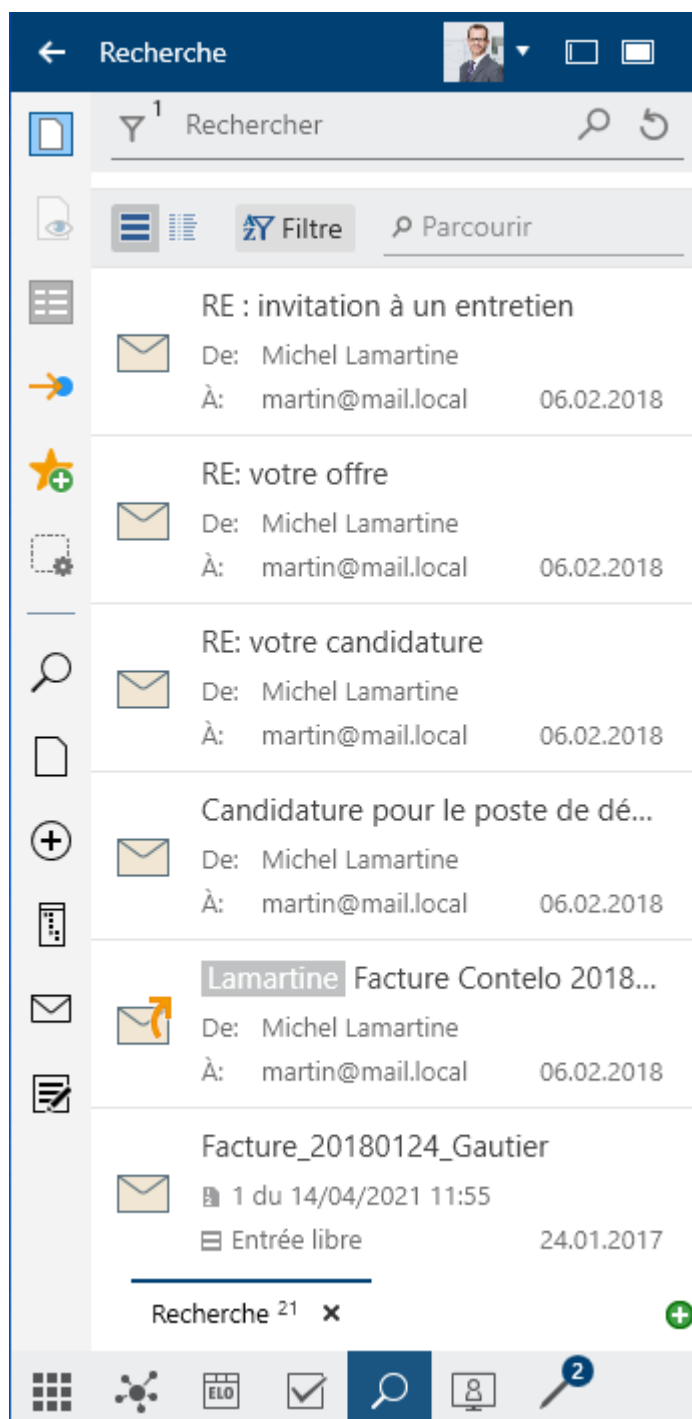 Recherche
1
Rechercher
Filtre Parcourir
RE : invitation à un entretien
De: Michel Lamartine
À: martin@mail.local 06.02.2018
RE: votre offre
De: Michel Lamartine
À: martin@mail.local 06.02.2018
RE: votre candidature
De: Michel Lamartine
À: martin@mail.local 06.02.2018
Candidature pour le poste de dé...
De: Michel Lamartine
À: martin@mail.local 06.02.2018
Lamartine Facture Contelo 2018...
De: Michel Lamartine
À: martin@mail.local 06.02.2018
Facture_20180124_Gautier
1 du 14/04/2021 11:55
Entrée libre 24.01.2017
Recherche 21
ELO 2